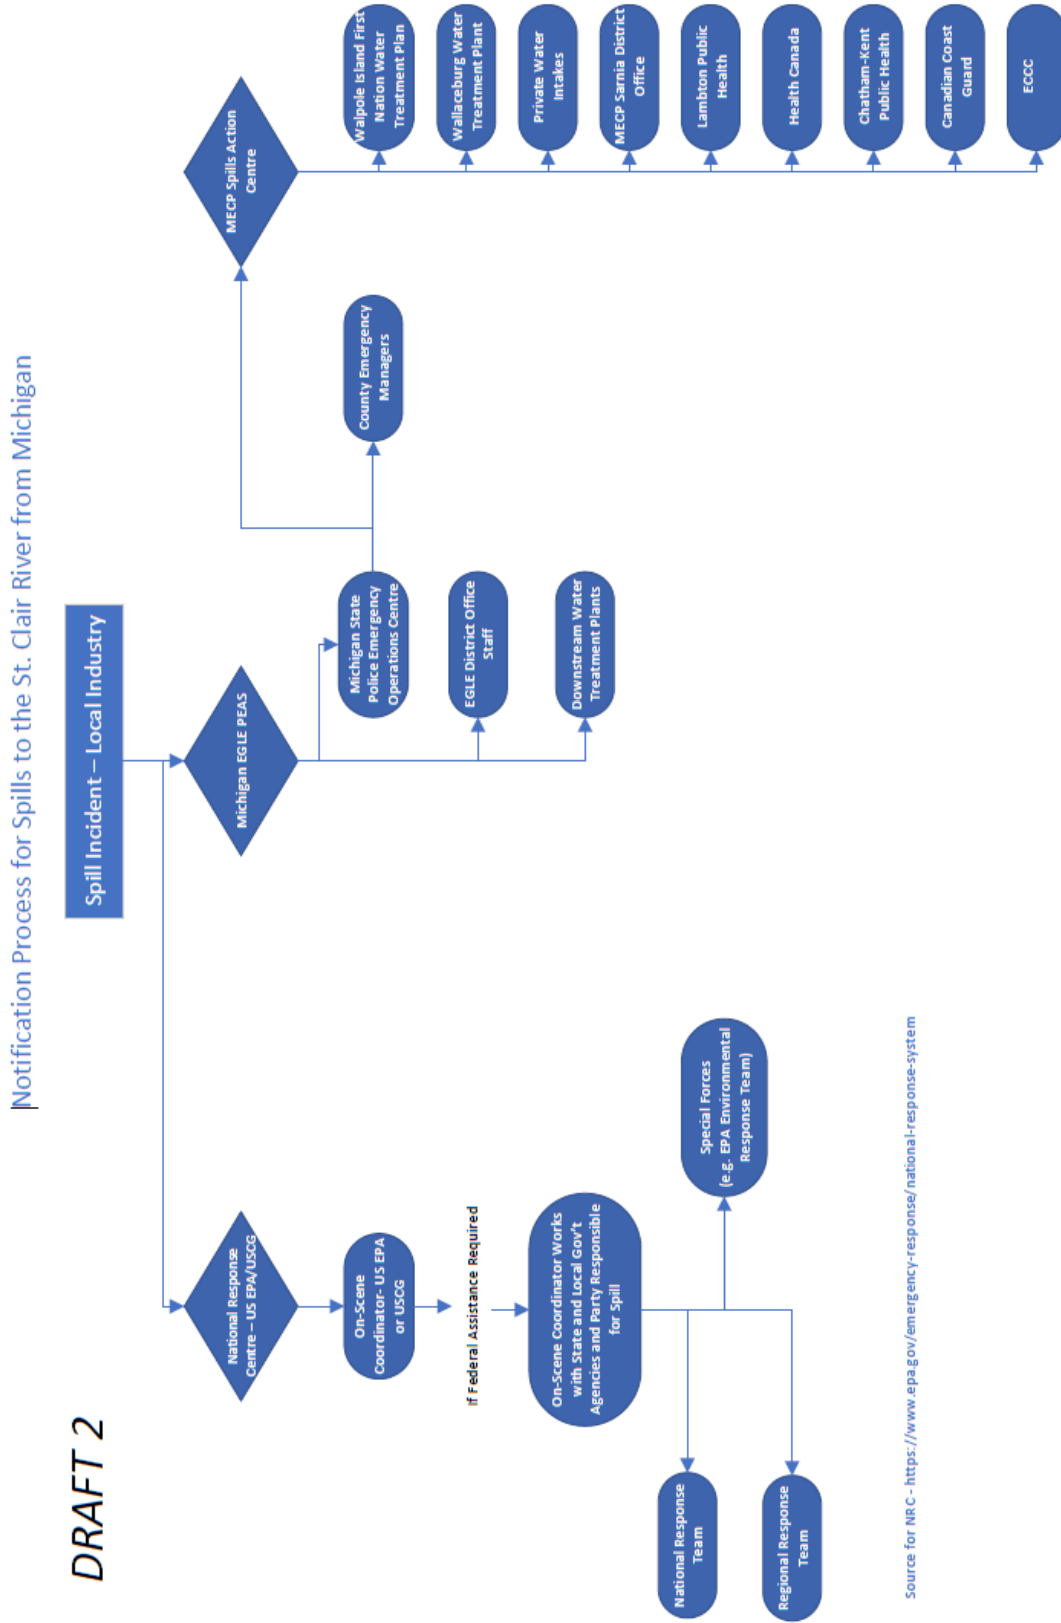 Notification Process for Spills to the St. Clair River from Michigan
DRAFT 2
Spill Incident – Local Industry
National Response
Centre – US EPA/USCG
Michigan EGLE PEAS
MECP Spills Action
Centre
On-Scene
Coordinator- US EPA
or USCG
If Federal Assistance Required
On-Scene Coordinator Works
with State and Local Gov't
Agencies and Party Responsible
for Spill
National Response
Team
Regional Response
Team
Special Forces
(e.g. EPA Environmental
Response Team)
Michigan State
Police Emergency
Operations Centre
EGLE District Office
Staff
Downstream Water
Treatment Plants
County Emergency
Managers
Walpole Island First
Nation Water
Treatment Plan
Wallaceburg Water
Treatment Plant
Private Water
Intakes
MECP Sarnia District
Office
Lambton Public
Health
Health Canada
Chatham-Kent
Public Health
Canadian Coast
Guard
ECCC
Source for NRC - https://www.epa.gov/emergency-response/national-response-system